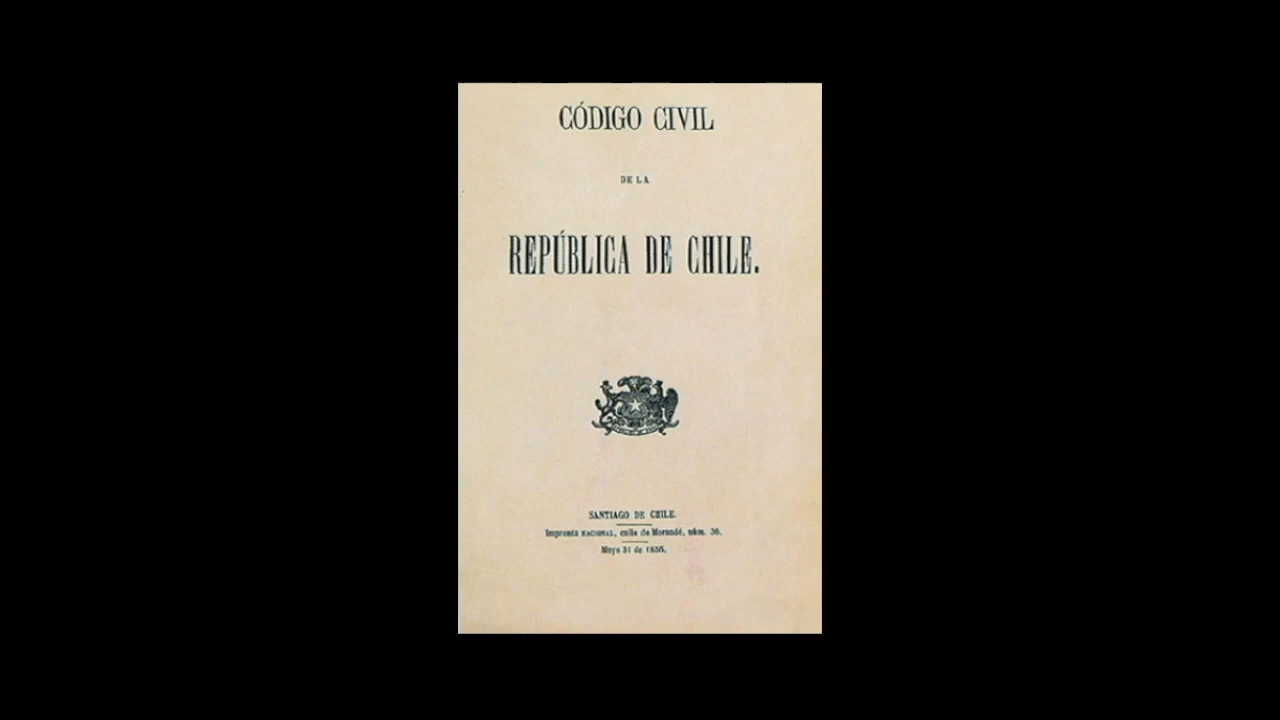 CÓDIGO CIVIL
DE LA
REPÚBLICA DE CHILE.
SANTIAGO DE CHILE.
Imprenta NACIONAL, calle de Morandé, núm. 36.
Mayo 31 de